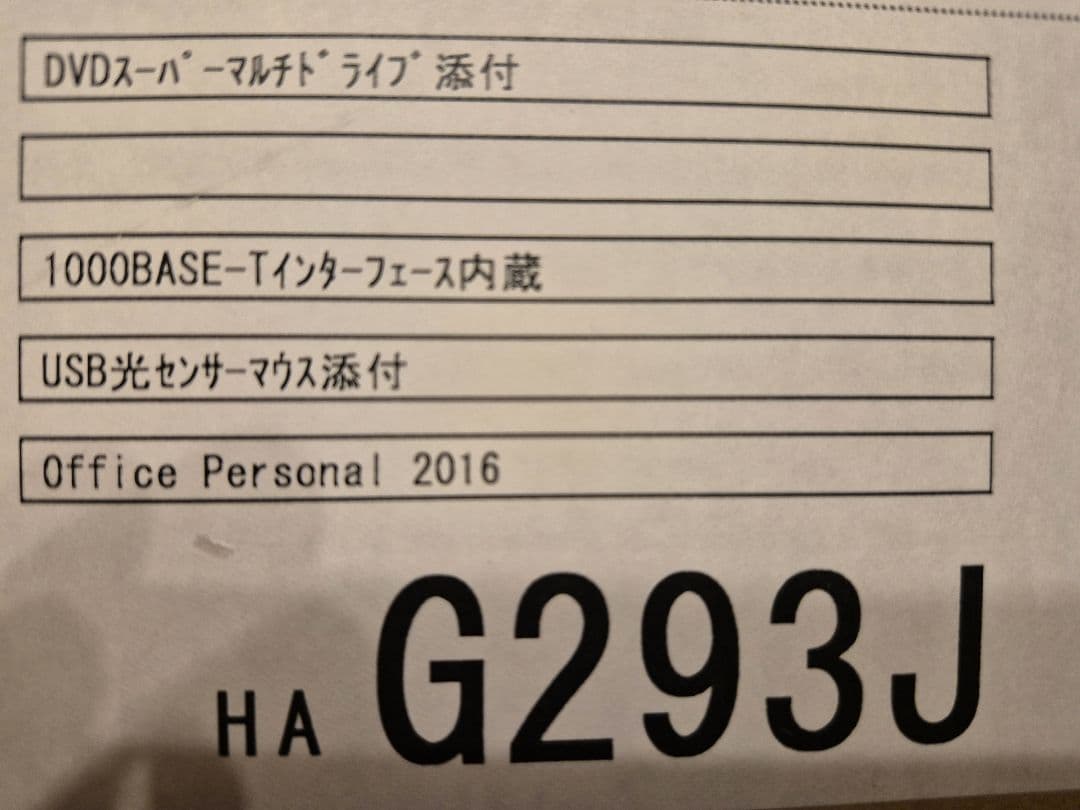 DVDｽｰﾊﾟｰﾏﾙﾁﾄﾞﾗｲﾌﾞ添付
1000BASE-Tｲﾝﾀｰﾌｪｰｽ内蔵
USB光ｾﾝｻｰﾏｳｽ添付
Office Personal 2016
HA G293J